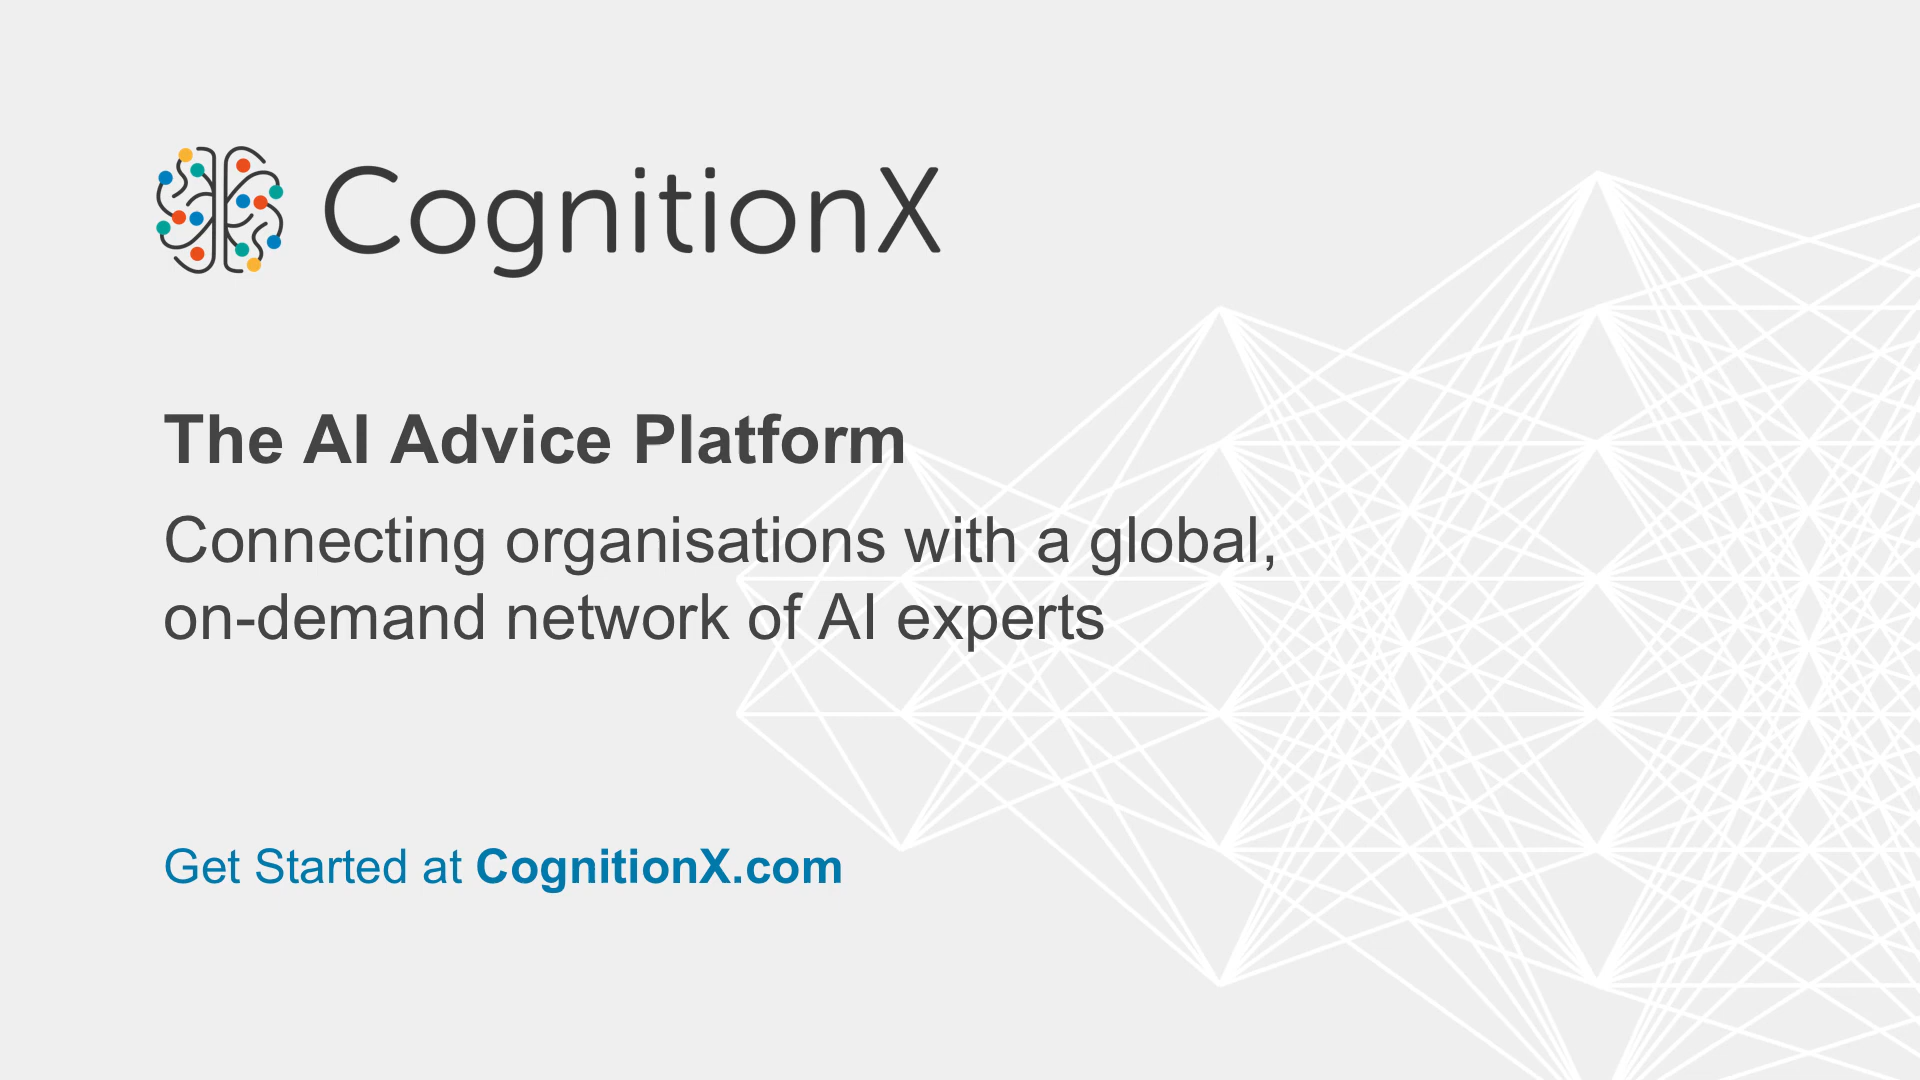 CognitionX
The AI Advice Platform
Connecting organisations with a global,
on-demand network of AI experts
Get Started at CognitionX.com